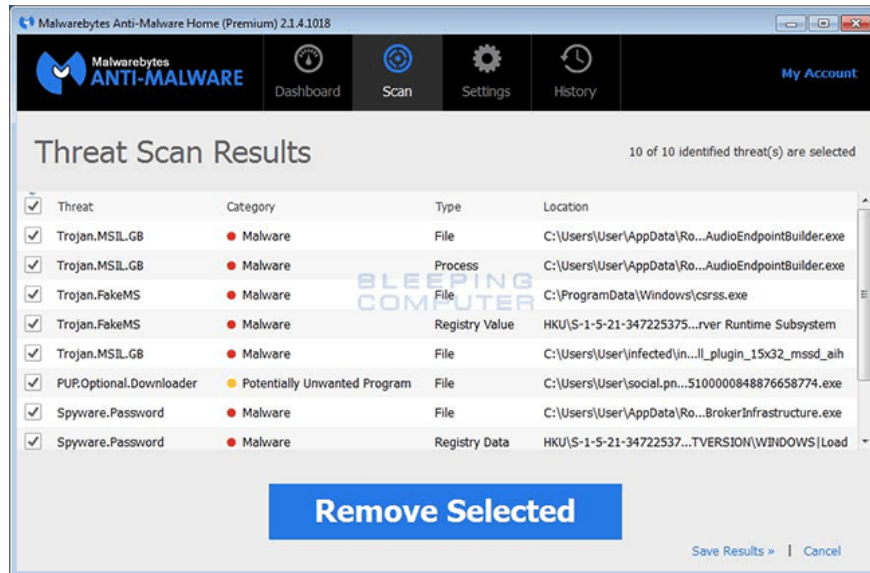 Malwarebytes Anti-Malware Home (Premium) 2.1.4.1018
Malwarebytes
ANTI-MALWARE
Dashboard
Scan
Settings
History
My Account
Threat Scan Results
10 of 10 identified threat(s) are selected
Threat Category Type Location
Trojan.MSIL.GB Malware File C:\Users\User\AppData\Ro...AudioEndpointBuilder.exe
Trojan.MSIL.GB Malware Process C:\Users\User\AppData\Ro...AudioEndpointBuilder.exe
BLEEPING
COMPUTER
Trojan.FakeMS Malware File C:\ProgramData\Windows\csrss.exe
Trojan.FakeMS Malware Registry Value HKU\S-1-5-21-347225375...rver Runtime Subsystem
Trojan.MSIL.GB Malware File C:\Users\User\infected\in...ll_plugin_15x32_mssd_aih
PUP.Optional.Downloader Potentially Unwanted Program File C:\Users\User\social.pn...5100000848876658774.exe
Spyware.Password Malware File C:\Users\User\AppData\Ro...BrokerInfrastructure.exe
Spyware.Password Malware Registry Data HKU\S-1-5-21-34722537...TVERSION\WINDOWS|Load
Remove Selected
Save Results » | Cancel